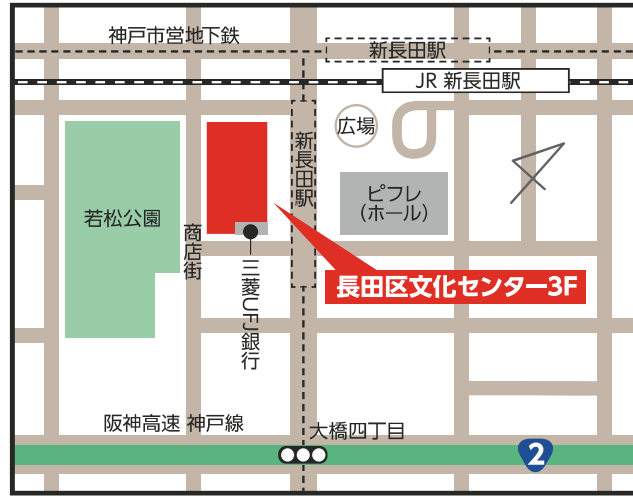 神戸市営地下鉄
新長田駅
JR 新長田駅
広場
新長田駅
ピフレ
(ホール)
若松公園
商店街
長田区文化センター3F
三菱UFJ銀行
阪神高速 神戸線
大橋四丁目
2